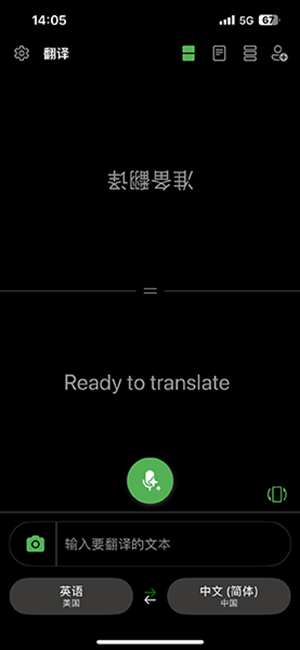 14:05
5G 67
翻译
准备翻译
Ready to translate
输入要翻译的文本
英语
美国
中文 (简体)
中国